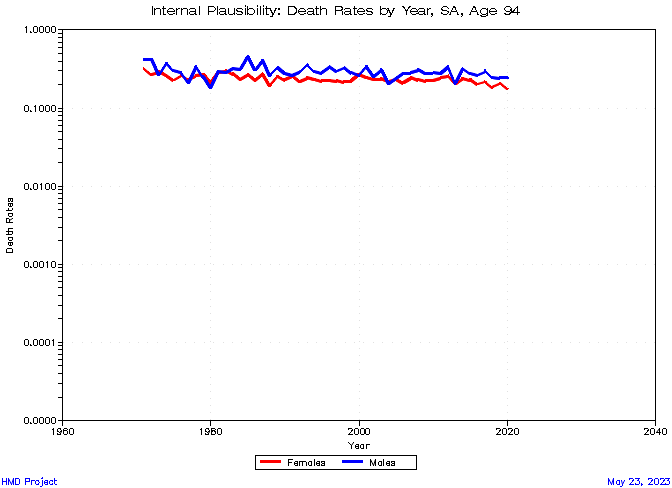 Internal Plausibility: Death Rates by Year, SA, Age 94
1.0000
0.1000
0.0100
0.0010
0.0001
0.0000
Death Rates
1960 1980 2000 2020 2040
Year
Females Males
HMD Project May 23, 2023